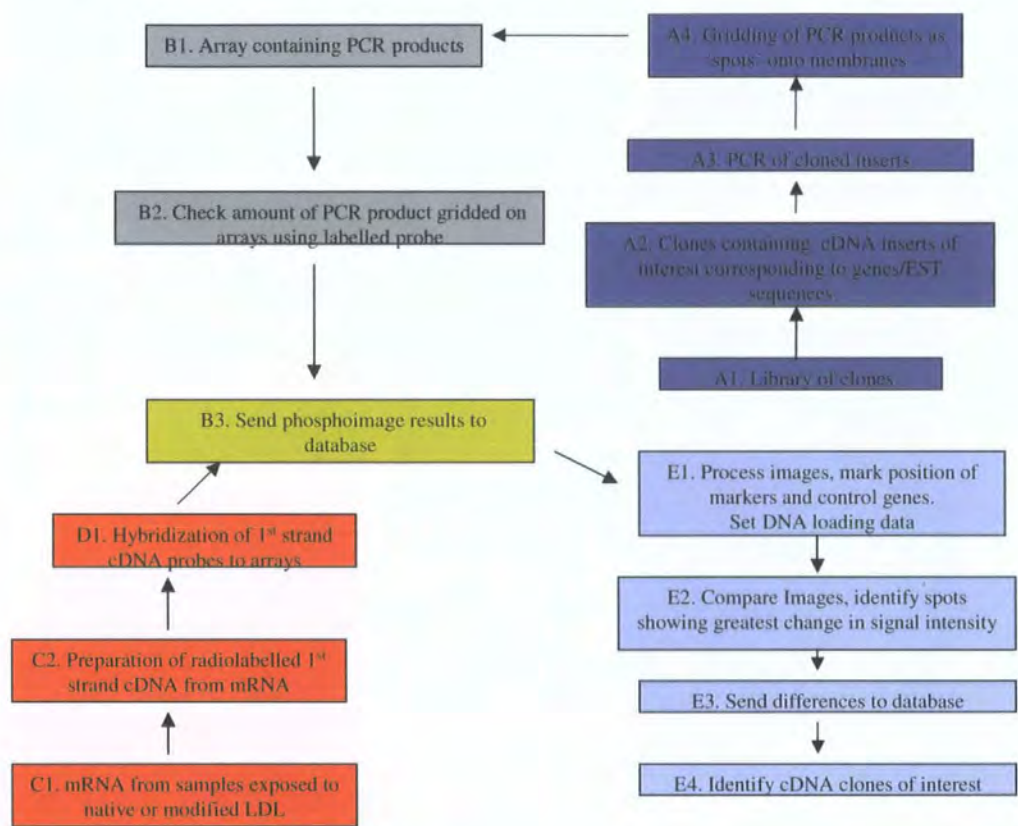 B1. Array containing PCR products
A4. Gridding of PCR products as
spots onto membranes
A3. PCR of cloned inserts
B2. Check amount of PCR product gridded on
arrays using labelled probe
A2. Clones containing cDNA inserts of
interest corresponding to genes/EST
sequences
A1. Library of clones
B3. Send phosphoimage results to
database
E1. Process images, mark position of
markers and control genes.
Set DNA loading data
D1. Hybridization of 1st strand
cDNA probes to arrays
E2. Compare Images, identify spots
showing greatest change in signal intensity
C2. Preparation of radiolabelled 1st
strand cDNA from mRNA
E3. Send differences to database
C1. mRNA from samples exposed to
native or modified LDL
E4. Identify cDNA clones of interest